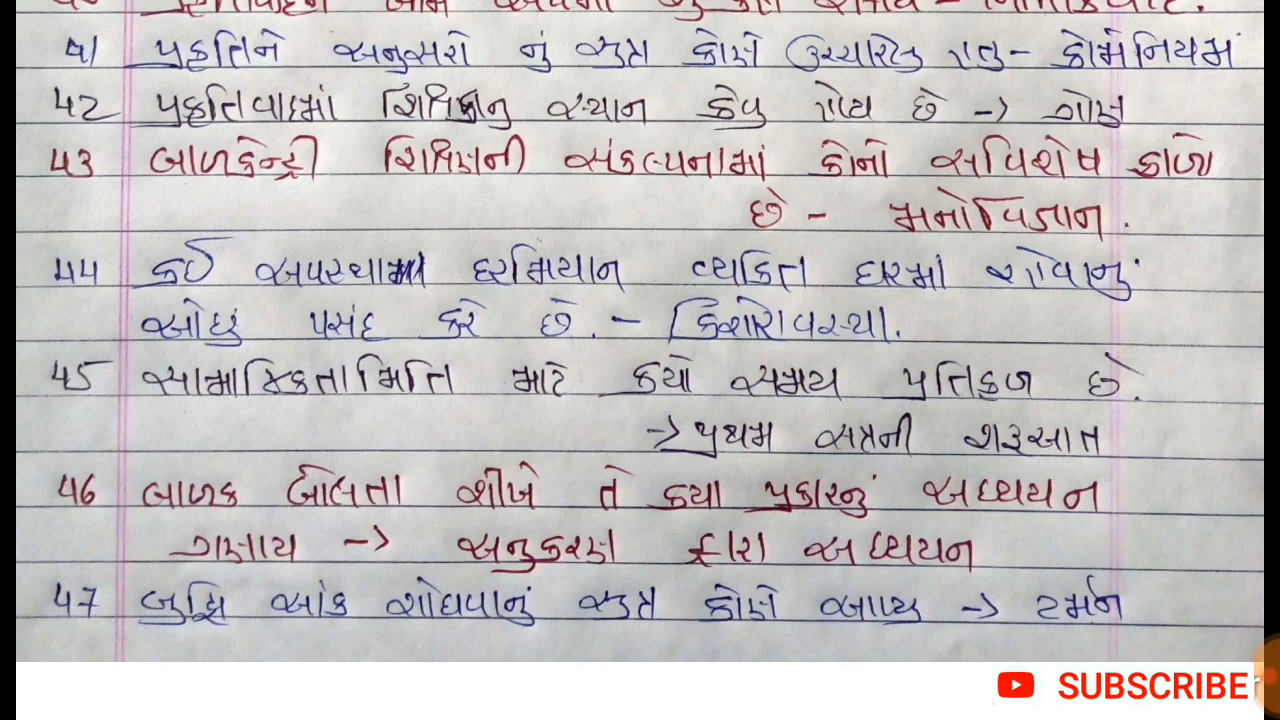 41 પ્રકૃતિને અનુસરો નું સુત્ર કોણે ઉચ્ચારેલુ હતુ - કોમેનિયમ
42 પ્રકૃતિવાદમાં શિક્ષકનુ સ્થાન કેવુ હોય છે -> ગૌણ
43 બાળકેન્દ્રી શિક્ષણની સંકલ્પનામાં કોનો સવિશેષ ફાળો
છે - મનોવિજ્ઞાન.
44 કઈ અવસ્થામાં દરમિયાન વ્યકિત ઘરમાં રોવાનું
ઓછું પસંદ કરે છે. - કિશોરાવસ્થા.
45 સામાજિકતામિતિ માટે કયો સમય પ્રતિકુળ છે.
-> પ્રથમ સત્રની શરૂઆત
46 બાળક બોલતા શીખે તે કયા પ્રકારનું અધ્યયન
ગણાય -> અનુકરણ દ્વારા અધ્યયન
47 બુદ્ધિ આંક શોધવાનું સુત્ર કોણે આપ્યુ -> ટર્મન
SUBSCRIBE